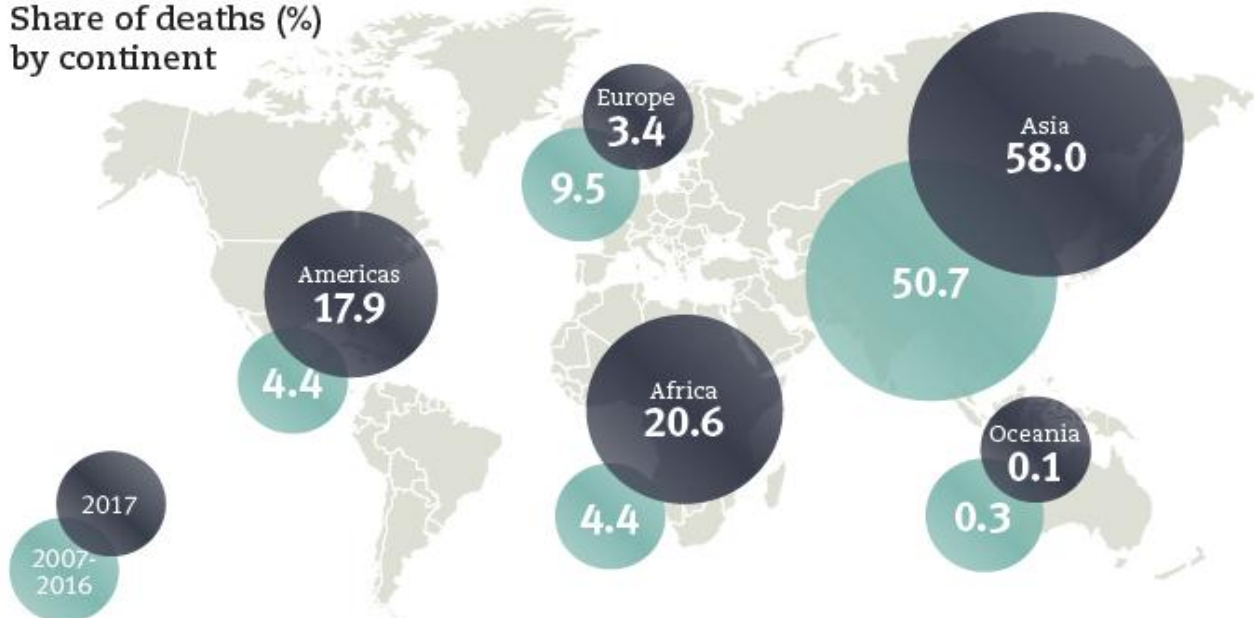 Share of deaths (%)
by continent
Europe
3.4
9.5
Asia
58.0
50.7
Americas
17.9
4.4
Africa
20.6
4.4
Oceania
0.1
0.3
2017
2007-
2016